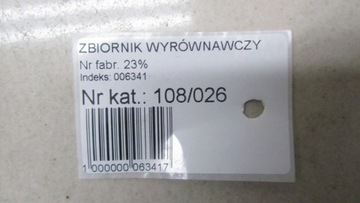 ZBIORNIK WYRÓWNAWCZY
Nr fabr. 23%
Indeks: 006341
Nr kat.: 108/026
1 000000 063417